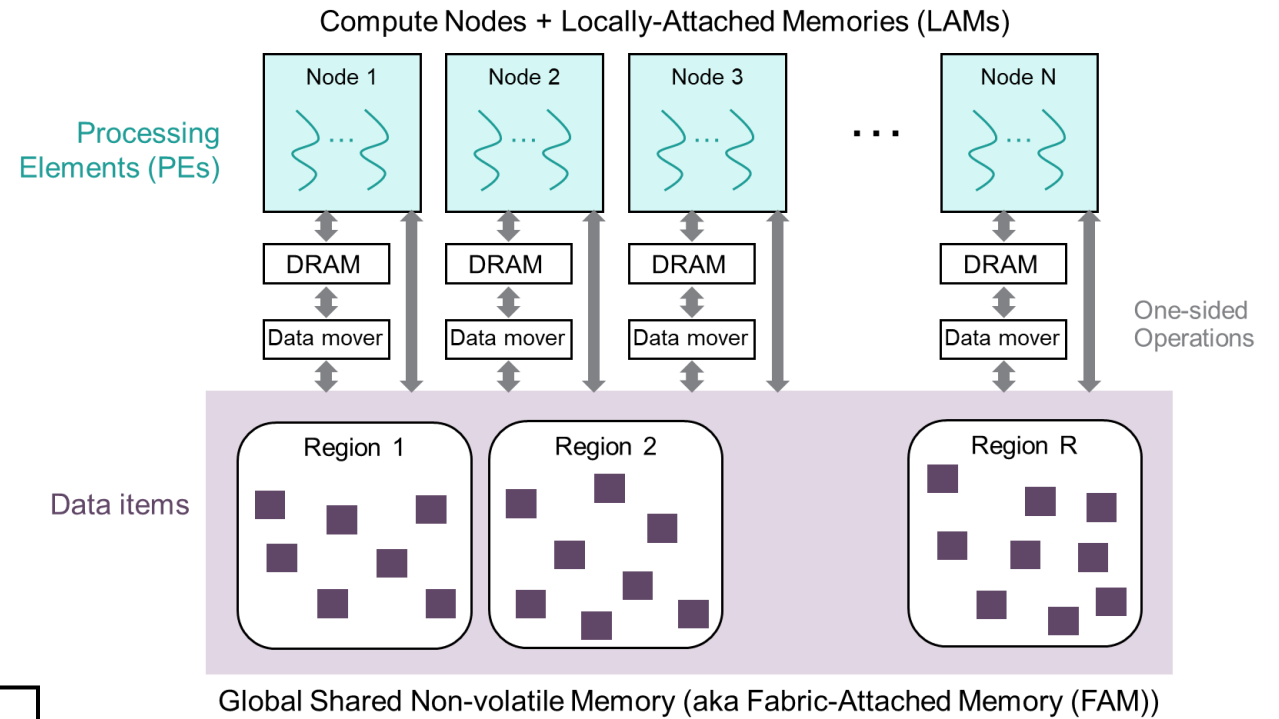 Compute Nodes + Locally-Attached Memories (LAMs)
Node 1
Node 2
Node 3
Node N
...
...
...
...
...
Processing
Elements (PEs)
DRAM
DRAM
DRAM
DRAM
Data mover
Data mover
Data mover
Data mover
One-sided
Operations
Region 1
Region 2
Region R
Data items
Global Shared Non-volatile Memory (aka Fabric-Attached Memory (FAM))